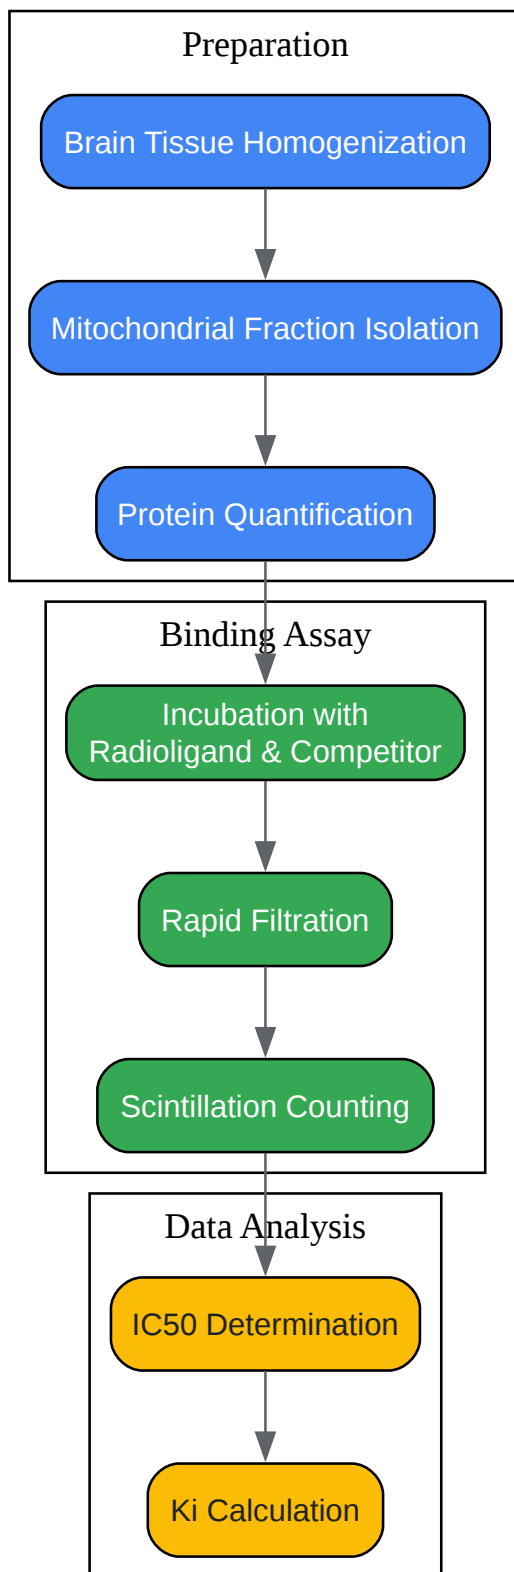 Preparation
Brain Tissue Homogenization
Mitochondrial Fraction Isolation
Protein Quantification
Binding Assay
Incubation with
Radioligand & Competitor
Rapid Filtration
Scintillation Counting
Data Analysis
IC50 Determination
Ki Calculation